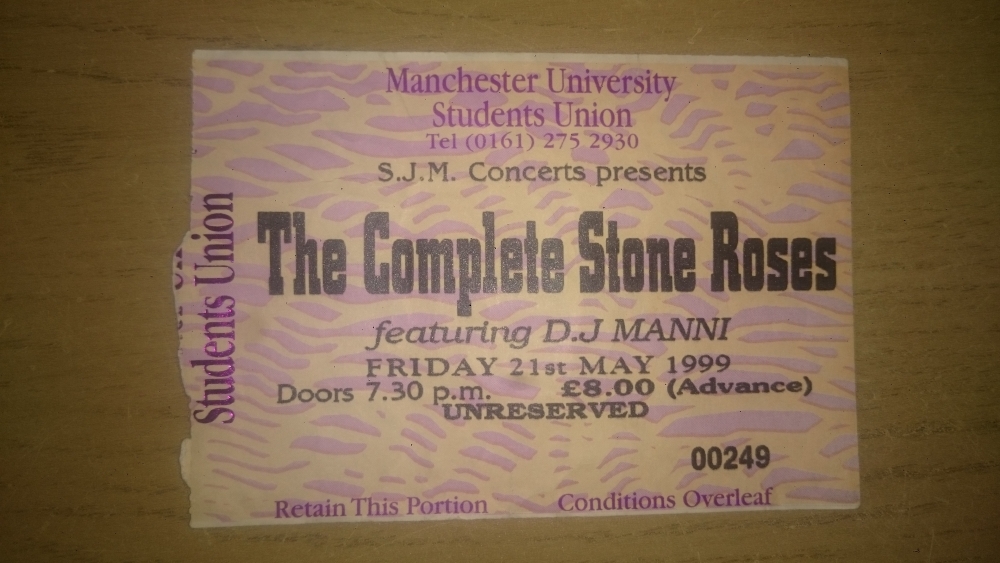 Manchester University
Students Union
Tel (0161) 275 2930
S.J.M. Concerts presents
The Complete Stone Roses
featuring D.J MANNI
FRIDAY 21st MAY 1999
Doors 7.30 p.m. £8.00 (Advance)
UNRESERVED
00249
Retain This Portion Conditions Overleaf
Students Union